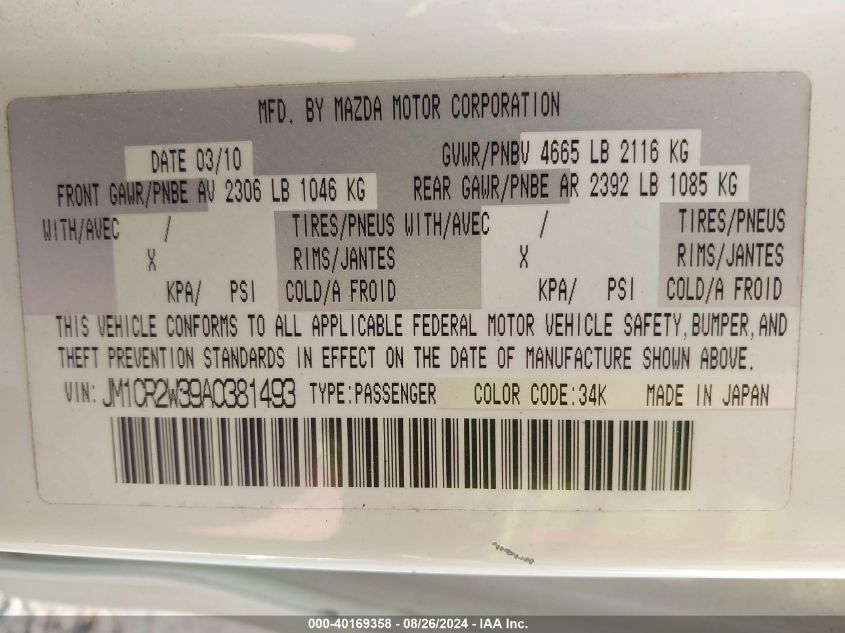 MFD. BY MAZDA MOTOR CORPORATION
DATE 03/10 GVWR/PNBV 4665 LB 2116 KG
FRONT GAWR/PNBE AV 2306 LB 1046 KG REAR GAWR/PNBE AR 2392 LB 1085 KG
WITH/AVEC / TIRES/PNEUS WITH/AVEC / TIRES/PNEUS
X RIMS/JANTES X RIMS/JANTES
KPA/ PSI COLD/A FROID KPA/ PSI COLD/A FROID
THIS VEHICLE CONFORMS TO ALL APPLICABLE FEDERAL MOTOR VEHICLE SAFETY, BUMPER, AND
THEFT PREVENTION STANDARDS IN EFFECT ON THE DATE OF MANUFACTURE SHOWN ABOVE.
VIN: JM1CR2W39A0381493 TYPE:PASSENGER COLOR CODE:34K MADE IN JAPAN
000-40169358 - 08/26/2024 - IAA Inc.